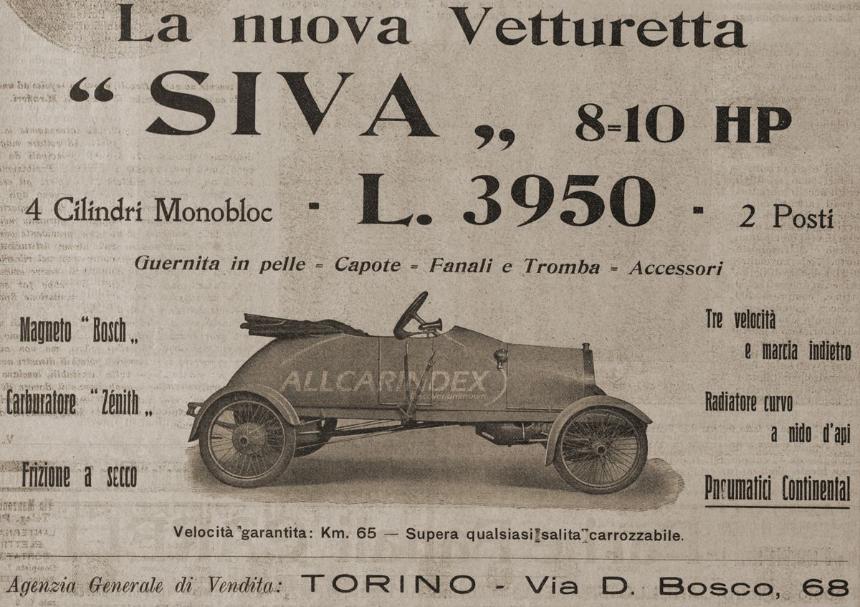 La nuova Vetturetta
“ SIVA „ 8=10 HP
4 Cilindri Monobloc - L. 3950 - 2 Posti
Guernita in pelle = Capote = Fanali e Tromba = Accessori
Magneto “ Bosch „
Carburatore “ Zénith „
Frizione a secco
Tre velocità
e marcia indietro
Radiatore curvo
a nido d'api
Pneumatici Continental
ALLCARINDEX
Velocità garantita: Km. 65 — Supera qualsiasi salita carrozzabile.
Agenzia Generale di Vendita: TORINO - Via D. Bosco, 68